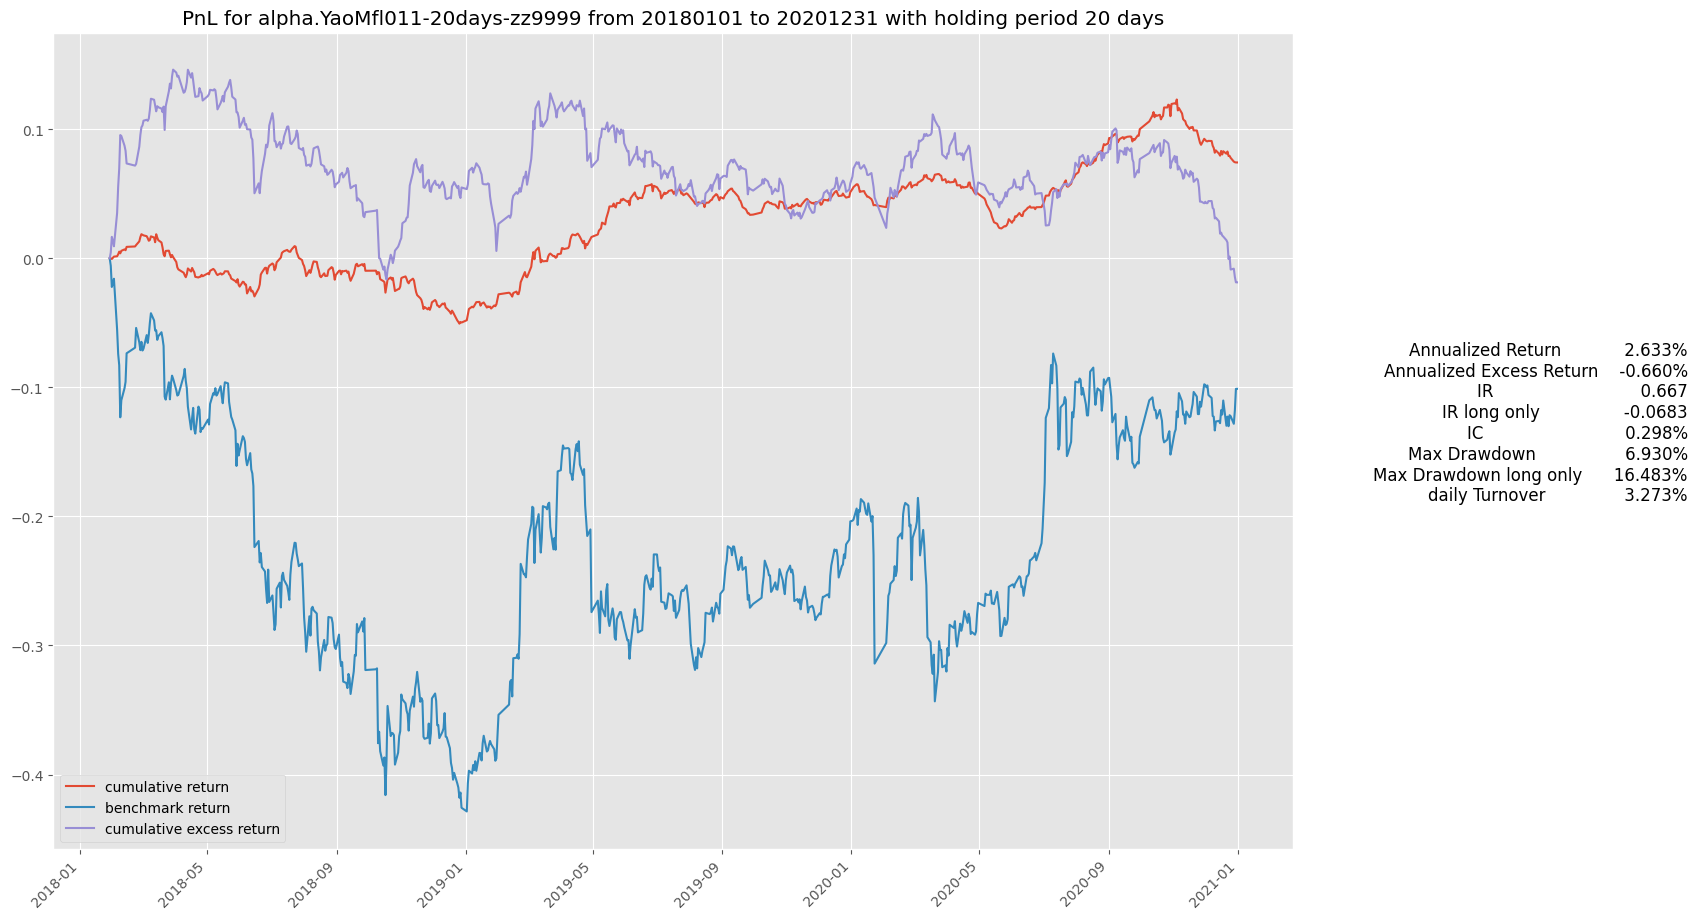 PnL for alpha.YaoMfl011-20days-zz9999 from 20180101 to 20201231 with holding period 20 days
0.1
0.0
−0.1
−0.2
−0.3
−0.4
cumulative return
benchmark return
cumulative excess return
2018-01
2018-05
2018-09
2019-01
2019-05
2019-09
2020-01
2020-05
2020-09
2021-01
Annualized Return 2.633%
Annualized Excess Return -0.660%
IR 0.667
IR long only -0.0683
IC 0.298%
Max Drawdown 6.930%
Max Drawdown long only 16.483%
daily Turnover 3.273%